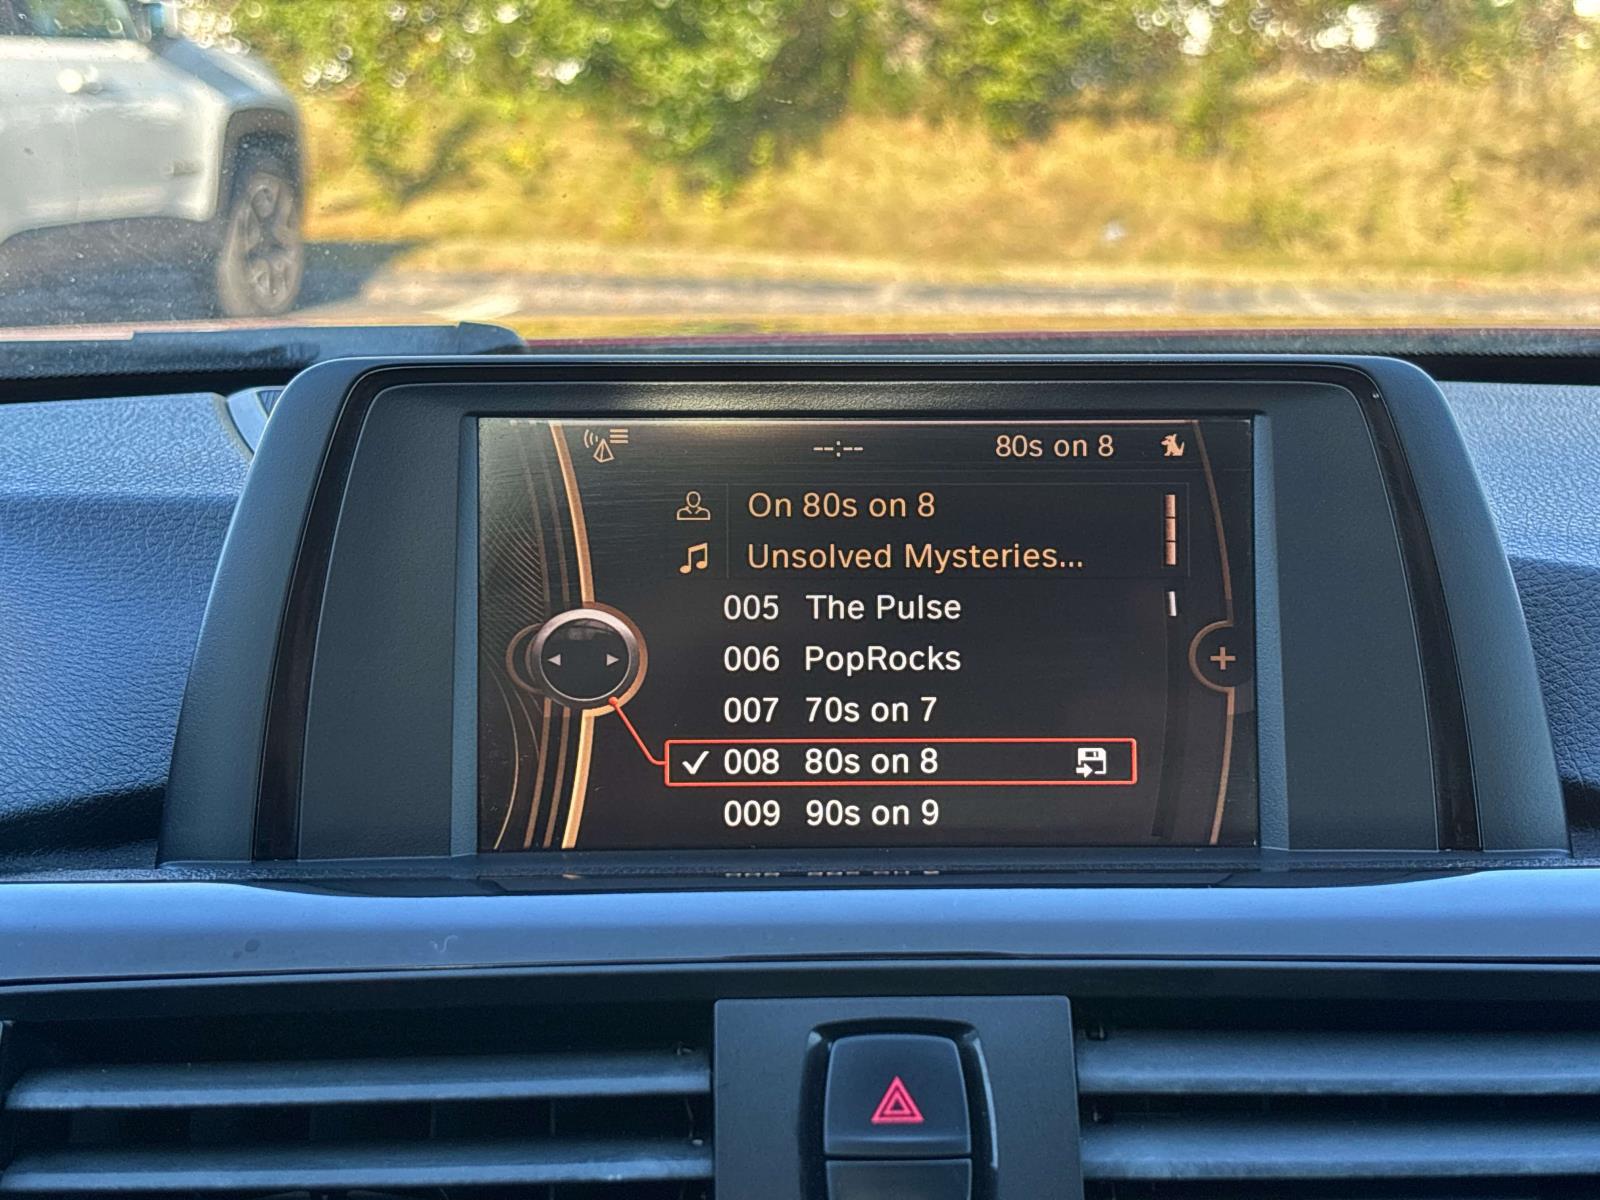 --:-- 80s on 8
On 80s on 8
Unsolved Mysteries...
005 The Pulse
006 PopRocks
007 70s on 7
008 80s on 8
009 90s on 9